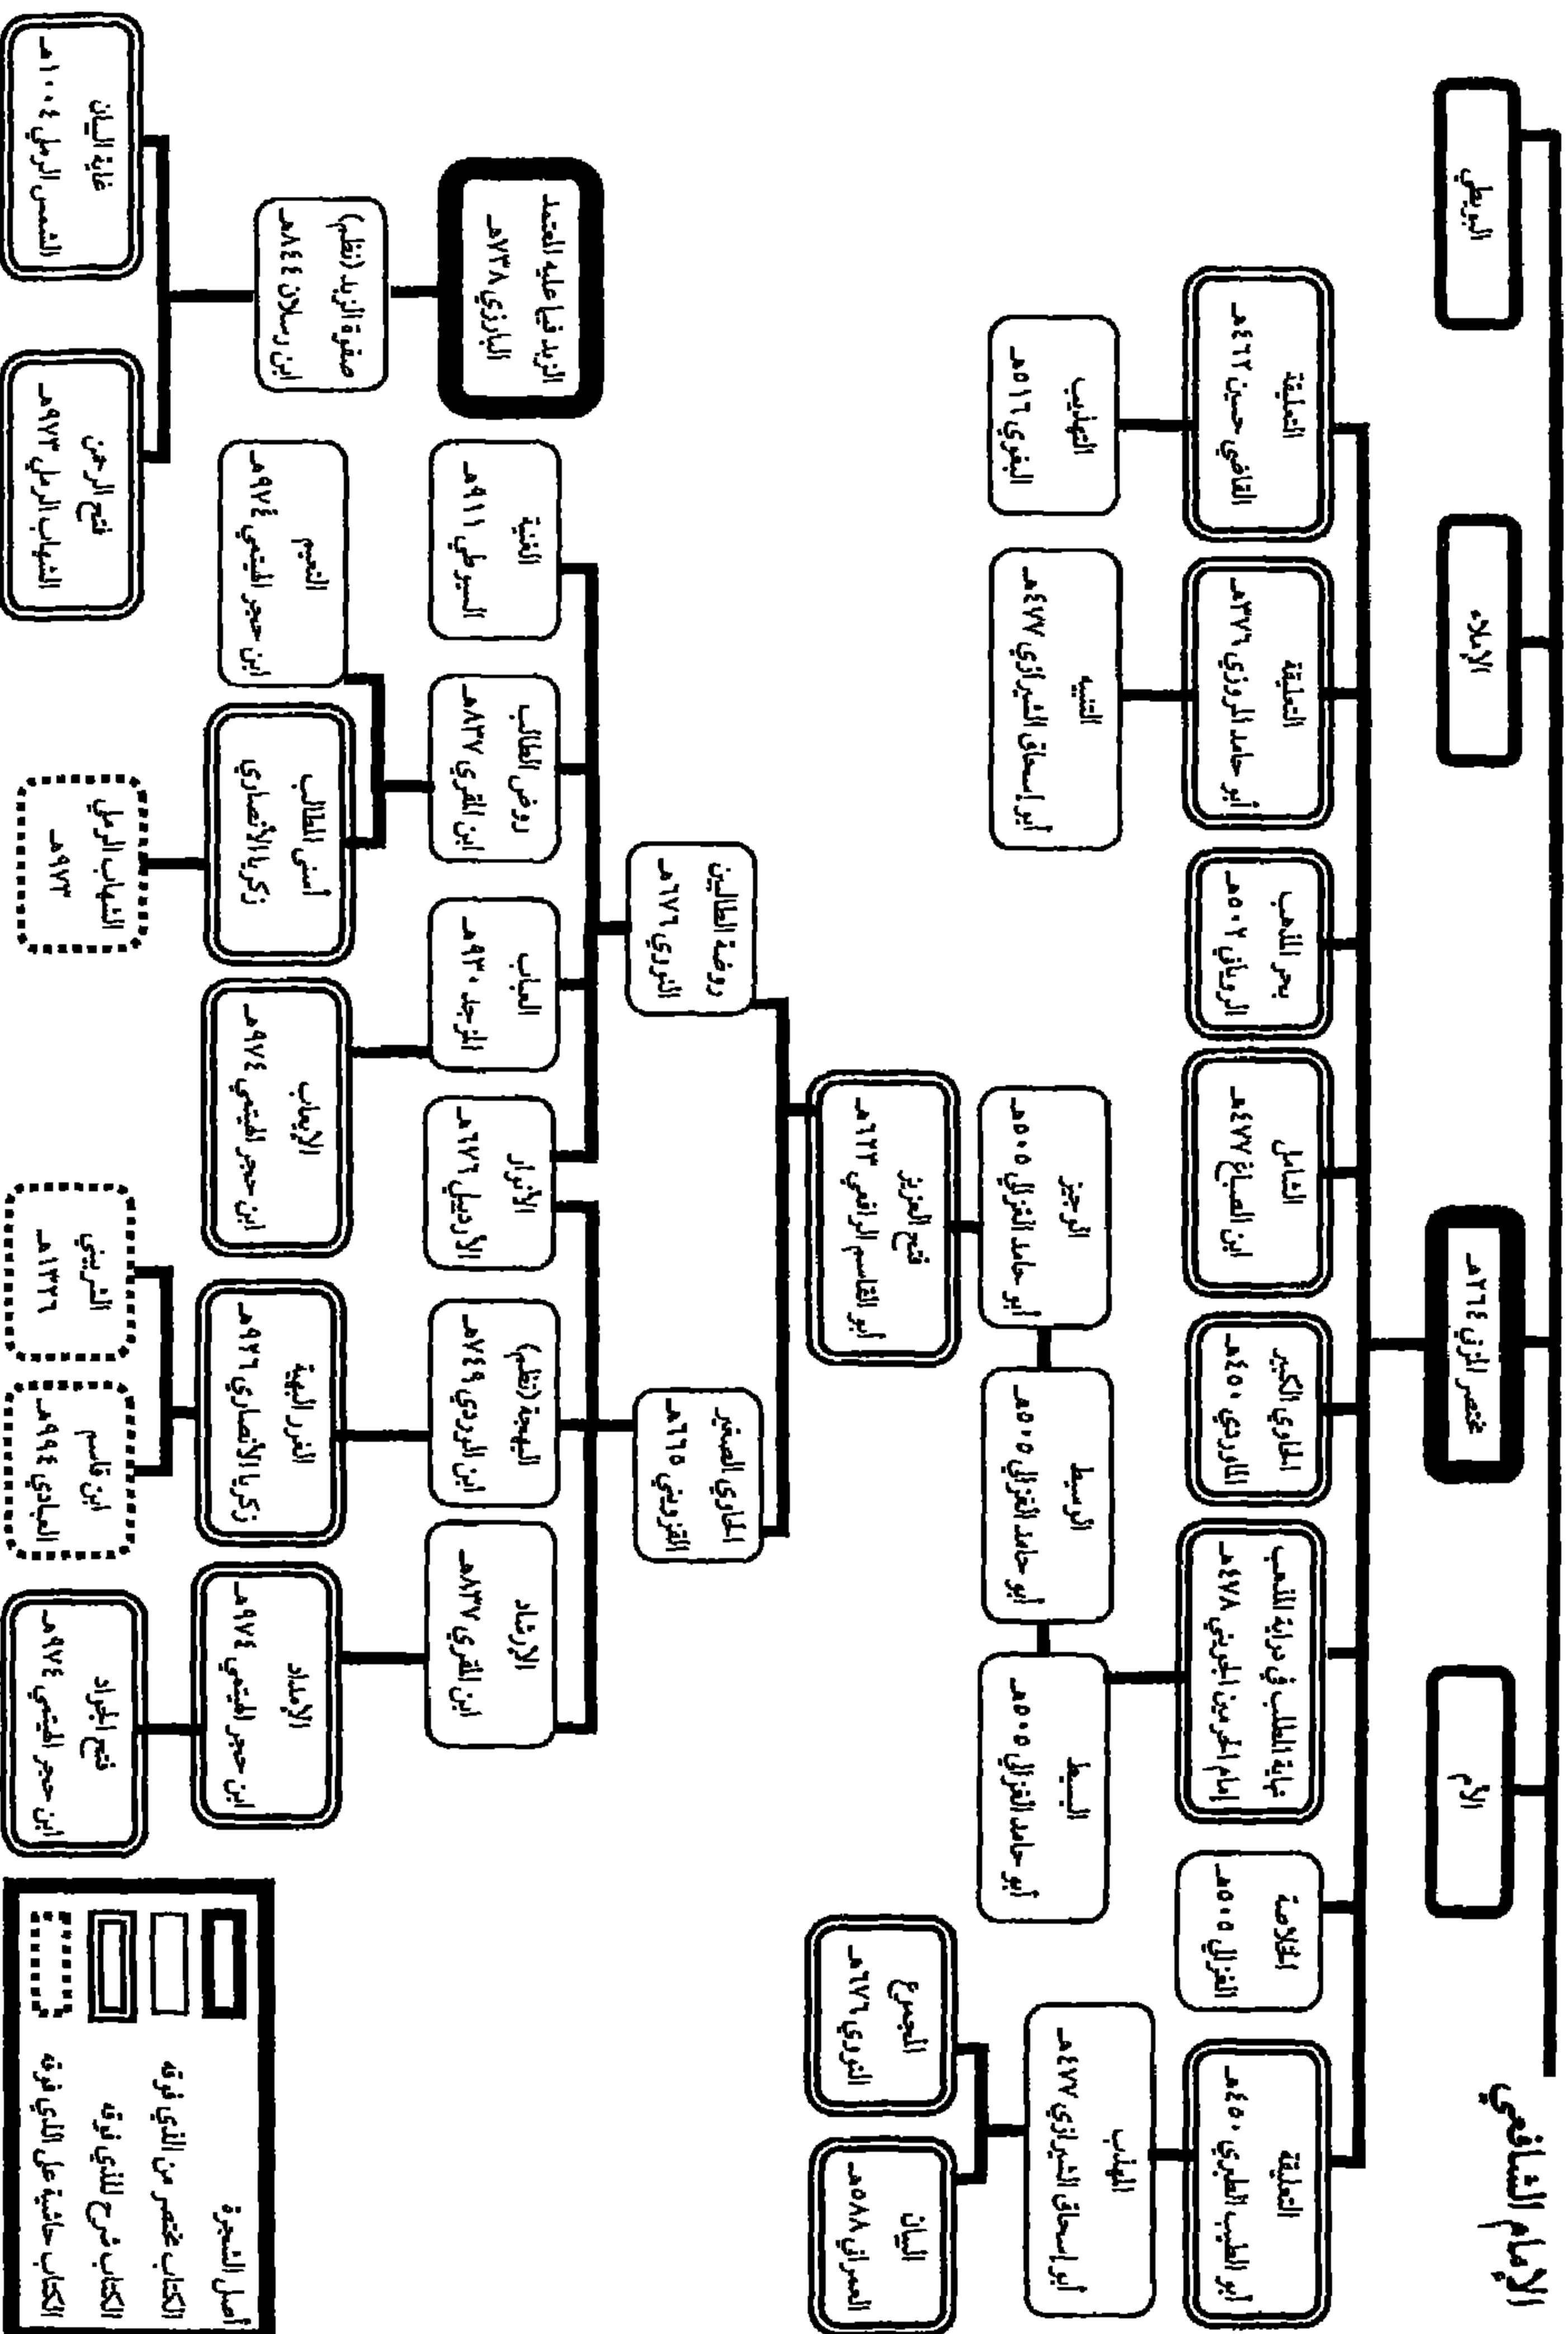 الإمام الشافعي
الأم
مختصر المزني ٢٦٤هـ
الإملاء
البويطي
التعليقة
أبو الطيب الطبري ٤٥٠هـ
الخلاصة
الغزالي ٥٠٥هـ
نهاية المطلب في دراية المذهب
إمام الحرمين الجويني ٤٧٨هـ
الحاوي الكبير
الماوردي ٤٥٠هـ
الشامل
ابن الصباغ ٤٧٧هـ
بحر المذهب
الروياني ٥٠٢هـ
التعليقة
أبو حامد المروزي ٣٧٦هـ
التعليقة
القاضي حسين ٤٦٢هـ
المهذب
أبو إسحاق الشيرازي ٤٧٧هـ
البسيط
أبو حامد الغزالي ٥٠٥هـ
الوسيط
أبو حامد الغزالي ٥٠٥هـ
الوجيز
أبو حامد الغزالي ٥٠٥هـ
التنبيه
أبو إسحاق الشيرازي ٤٧٧هـ
التهذيب
البغوي ٥١٦هـ
البيان
العمراني ٥٨٨هـ
المجموع
النووي ٦٧٦هـ
فتح العزيز
أبو القاسم الرافعي ٦٢٣هـ
الحاوي الصغير
القزويني ٦٦٥هـ
روضة الطالبين
النووي ٦٧٦هـ
الإرشاد
ابن المقري ٨٣٧هـ
البهجة (نظم)
ابن الوردي ٧٤٩هـ
الأنوار
الأردبيلي ٦٧٦هـ
العباب
المزجد ٩٣٠هـ
روض الطالب
ابن المقري ٨٣٧هـ
الغنية
السيوطي ٩١١هـ
الزبد فيما عليه المعتمد
البارزي ٧٣٨هـ
الإمداد
ابن حجر الهيتمي ٩٧٤هـ
الغرر البهية
زكريا الأنصاري ٩٢٦هـ
الإيعاب
ابن حجر الهيتمي ٩٧٤هـ
أسنى المطالب
زكريا الأنصاري
النعيم
ابن حجر الهيتمي ٩٧٤هـ
صفوة الزبد (نظم)
ابن رسلان ٨٤٤هـ
فتح الجواد
ابن حجر الهيتمي ٩٧٤هـ
ابن قاسم
العبادي ٩٩٤هـ
الشربيني
١٣٢٦هـ
الشهاب الرملي
٩٧٣هـ
فتح الرحمن
الشهاب الرملي ٩٧٣هـ
غاية البيان
الشمس الرملي ١٠٠٤هـ
أصل الشجرة
الكتاب مختصر من الذي فوقه
الكتاب شرح للذي فوقه
الكتاب حاشية على الذي فوقه